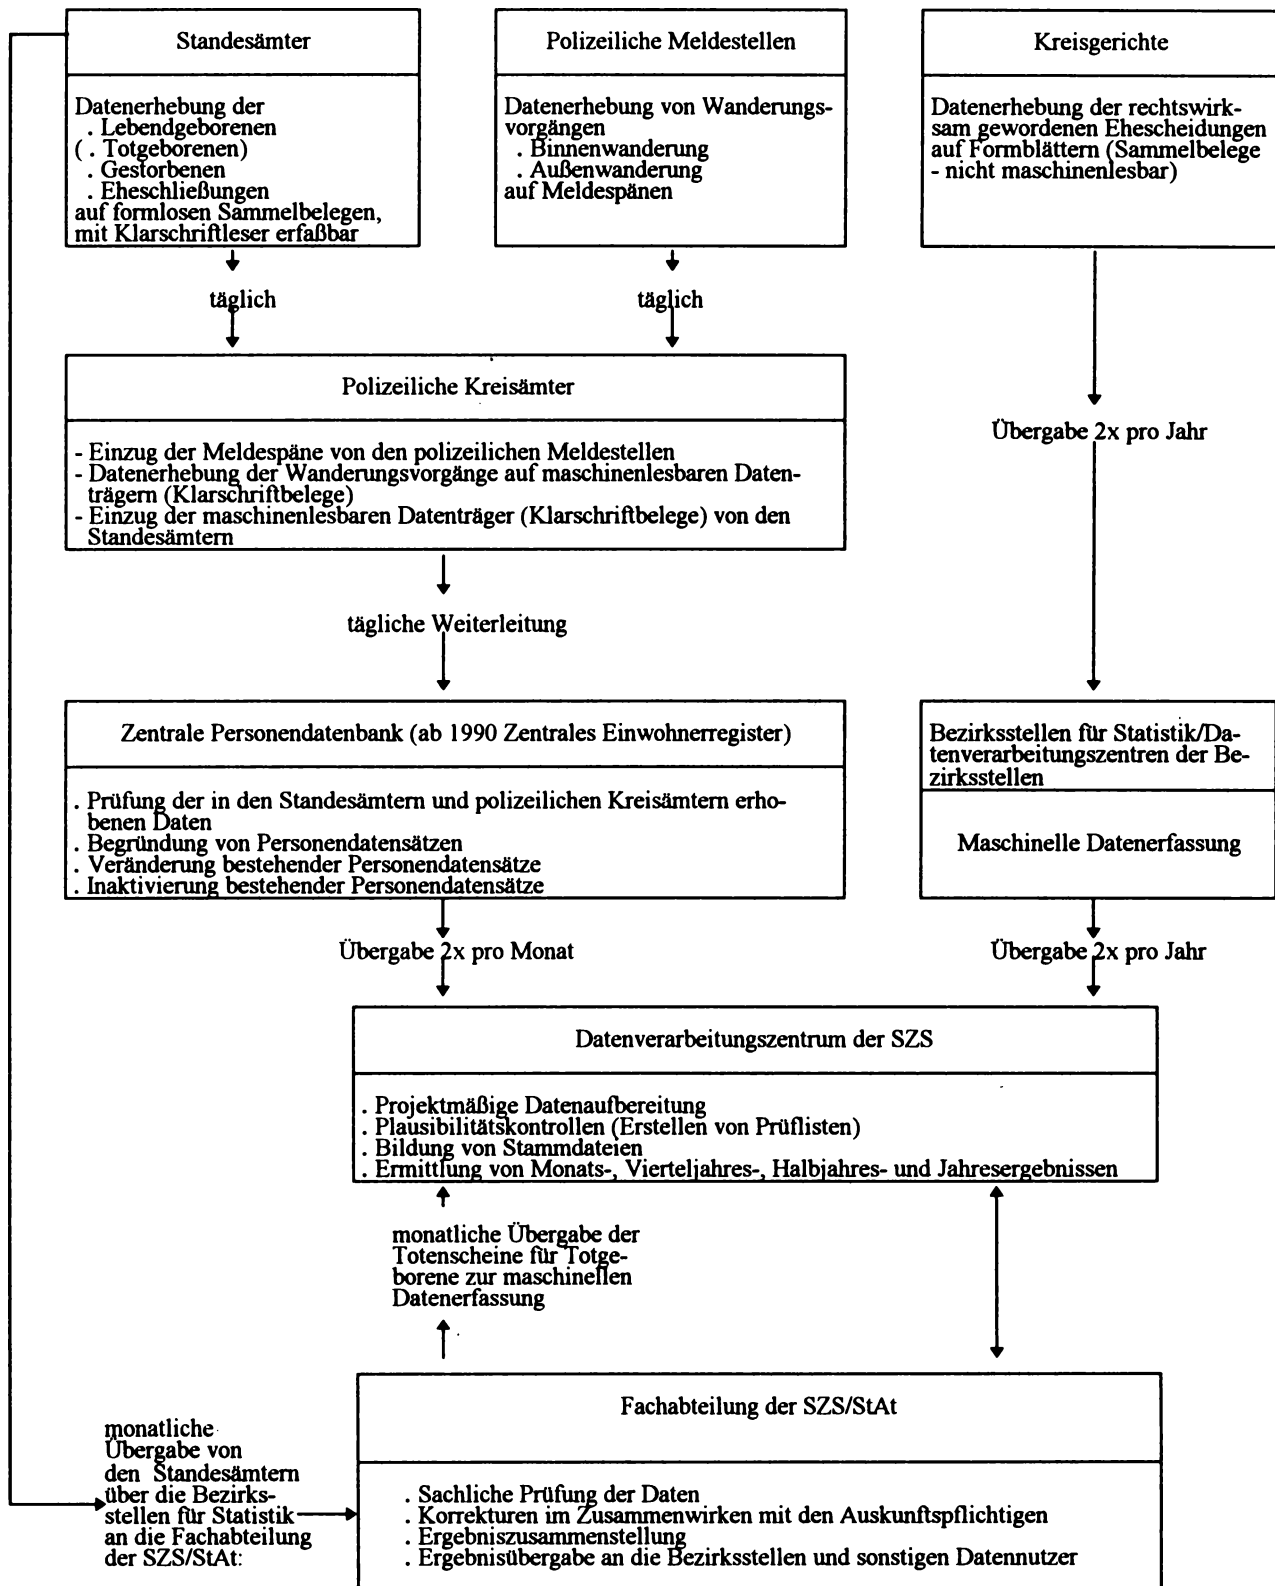 Standesämter
Datenerhebung der
. Lebendgeborenen
( . Totgeborenen)
. Gestorbenen
. Eheschließungen
auf formlosen Sammelbelegen,
mit Klarschriftleser erfaßbar
Polizeiliche Meldestellen
Datenerhebung von Wanderungs-
vorgängen
. Binnenwanderung
. Außenwanderung
auf Meldespänen
Kreisgerichte
Datenerhebung der rechtswirk-
sam gewordenen Ehescheidungen
auf Formblättern (Sammelbelege
- nicht maschinenlesbar)
täglich
täglich
Polizeiliche Kreisämter
- Einzug der Meldespäne von den polizeilichen Meldestellen
- Datenerhebung der Wanderungsvorgänge auf maschinenlesbaren Daten-
trägern (Klarschriftbelege)
- Einzug der maschinenlesbaren Datenträger (Klarschriftbelege) von den
Standesämtern
Übergabe 2x pro Jahr
tägliche Weiterleitung
Zentrale Personendatenbank (ab 1990 Zentrales Einwohnerregister)
. Prüfung der in den Standesämtern und polizeilichen Kreisämtern erho-
benen Daten
. Begründung von Personendatensätzen
. Veränderung bestehender Personendatensätze
. Inaktivierung bestehender Personendatensätze
Bezirksstellen für Statistik/Da-
tenverarbeitungszentren der Be-
zirksstellen
Maschinelle Datenerfassung
Übergabe 2x pro Monat
Übergabe 2x pro Jahr
Datenverarbeitungszentrum der SZS
. Projektmäßige Datenaufbereitung
. Plausibilitätskontrollen (Erstellen von Prüflisten)
. Bildung von Stammdateien
. Ermittlung von Monats-, Vierteljahres-, Halbjahres- und Jahresergebnissen
monatliche Übergabe der
Totenscheine für Totge-
borene zur maschinellen
Datenerfassung
monatliche
Übergabe von
den Standesämtern
über die Bezirks-
stellen für Statistik
an die Fachabteilung
der SZS/StAt:
Fachabteilung der SZS/StAt
. Sachliche Prüfung der Daten
. Korrekturen im Zusammenwirken mit den Auskunftspflichtigen
. Ergebniszusammenstellung
. Ergebnisübergabe an die Bezirksstellen und sonstigen Datennutzer